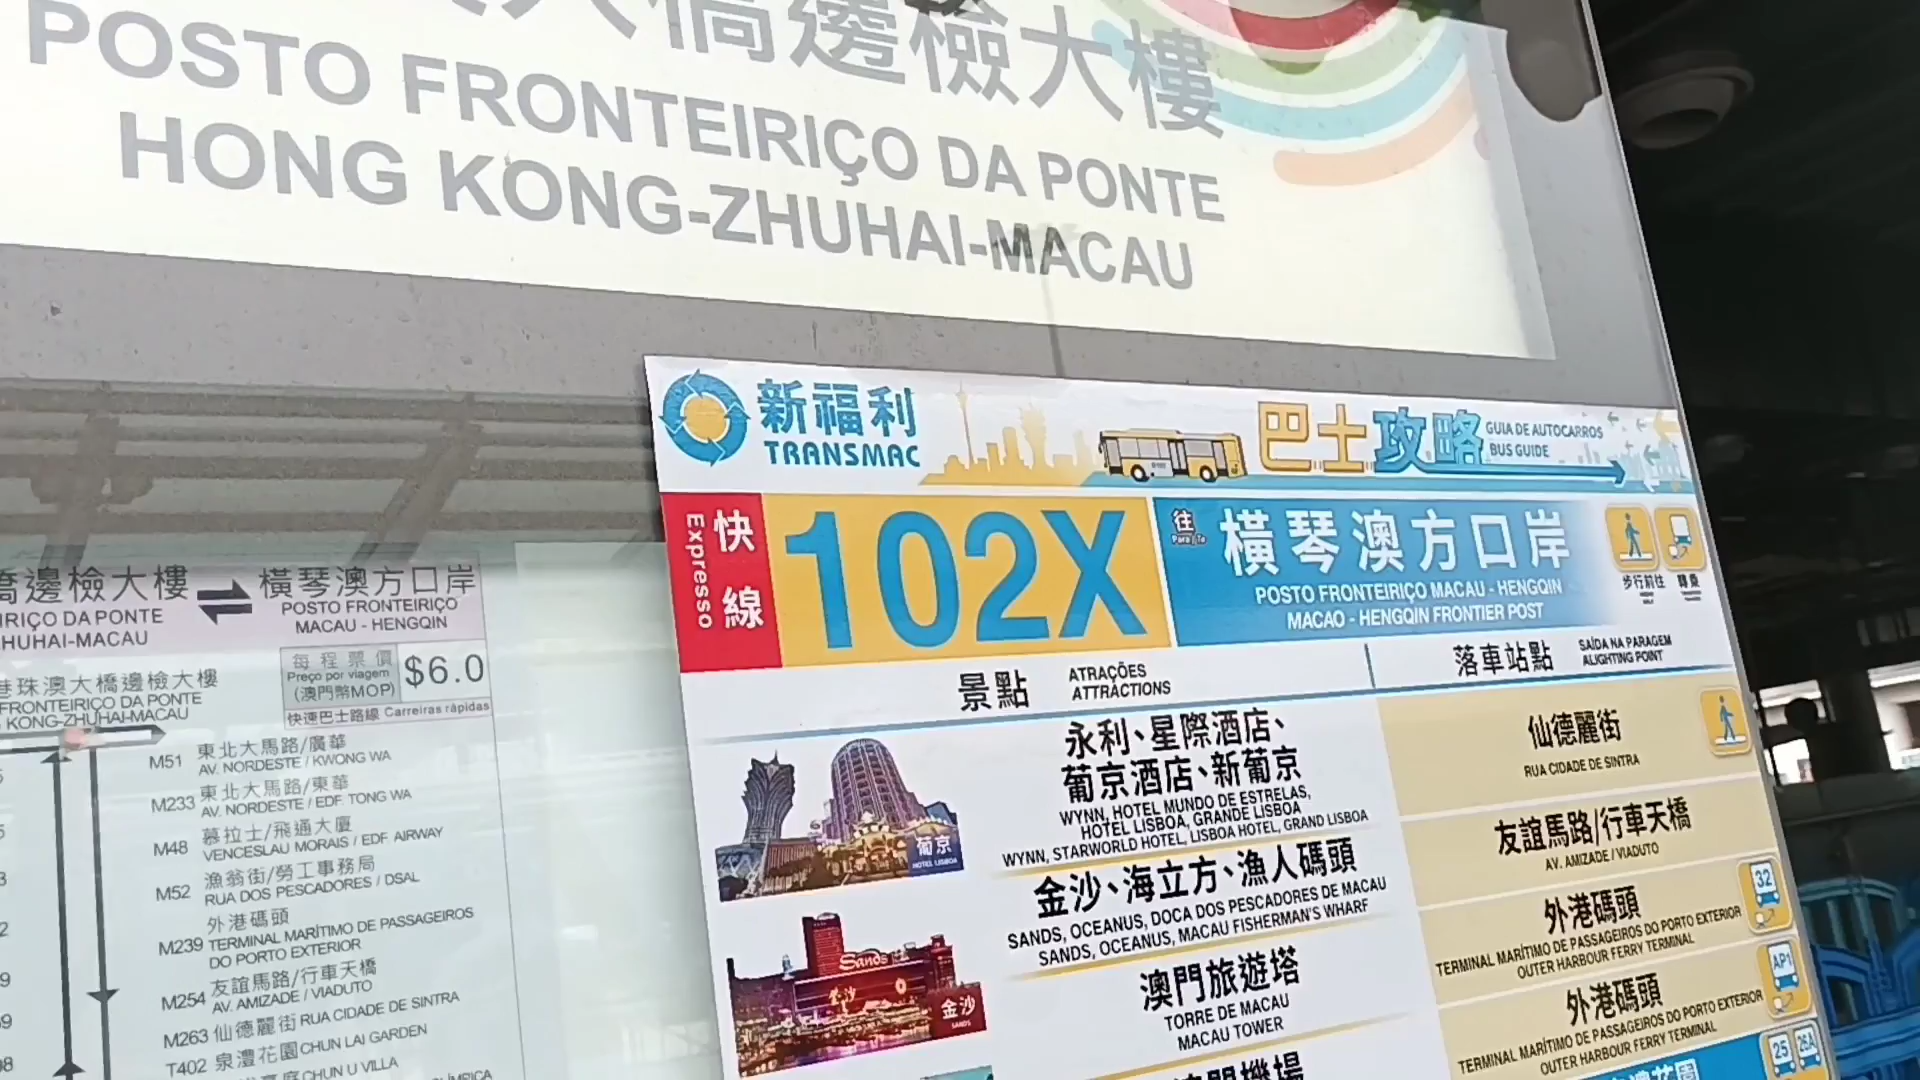 大橋邊檢大樓
POSTO FRONTEIRIÇO DA PONTE
HONG KONG-ZHUHAI-MACAU
新福利
TRANSMAC
巴士攻略
GUIA DE AUTOCARROS
BUS GUIDE
快線
Expresso
102X
往
Para / To
橫琴澳方口岸
POSTO FRONTEIRIÇO MACAU - HENGQIN
MACAO - HENGQIN FRONTIER POST
步行前往
轉乘
景點
ATRAÇÕES
ATTRACTIONS
落車站點
SAÍDA NA PARAGEM
ALIGHTING POINT
永利、星際酒店、
葡京酒店、新葡京
WYNN, HOTEL MUNDO DE ESTRELAS,
HOTEL LISBOA, GRANDE LISBOA
WYNN, STARWORLD HOTEL, LISBOA HOTEL, GRAND LISBOA
葡京
HOTEL LISBOA
仙德麗街
RUA CIDADE DE SINTRA
金沙、海立方、漁人碼頭
SANDS, OCEANUS, DOCA DOS PESCADORES DE MACAU
SANDS, OCEANUS, MACAU FISHERMAN'S WHARF
Sands
金沙
SANDS
友誼馬路/行車天橋
AV. AMIZADE / VIADUTO
澳門旅遊塔
TORRE DE MACAU
MACAU TOWER
外港碼頭
TERMINAL MARÍTIMO DE PASSAGEIROS DO PORTO EXTERIOR
OUTER HARBOUR FERRY TERMINAL
32
外港碼頭
TERMINAL MARÍTIMO DE PASSAGEIROS DO PORTO EXTERIOR
OUTER HARBOUR FERRY TERMINAL
AP1
25
26A
橋邊檢大樓
IRIÇO DA PONTE
HUHAI-MACAU
橫琴澳方口岸
POSTO FRONTEIRIÇO
MACAU - HENGQIN
每程票價
Preço por viagem
(澳門幣MOP)
$6.0
快速巴士路線 Carreiras rápidas
港珠澳大橋邊檢大樓
FRONTEIRIÇO DA PONTE
KONG-ZHUHAI-MACAU
M51 東北大馬路/廣華
AV. NORDESTE / KWONG WA
M233 東北大馬路/東華
AV. NORDESTE / EDF. TONG WA
M48 慕拉士/飛通大廈
VENCESLAU MORAIS / EDF. AIRWAY
M52 漁翁街/勞工事務局
RUA DOS PESCADORES / DSAL
M239 外港碼頭
TERMINAL MARÍTIMO DE PASSAGEIROS
DO PORTO EXTERIOR
M254 友誼馬路/行車天橋
AV. AMIZADE / VIADUTO
M263 仙德麗街 RUA CIDADE DE SINTRA
T402 泉澧花園 CHUN LAI GARDEN
CHUN U VILLA